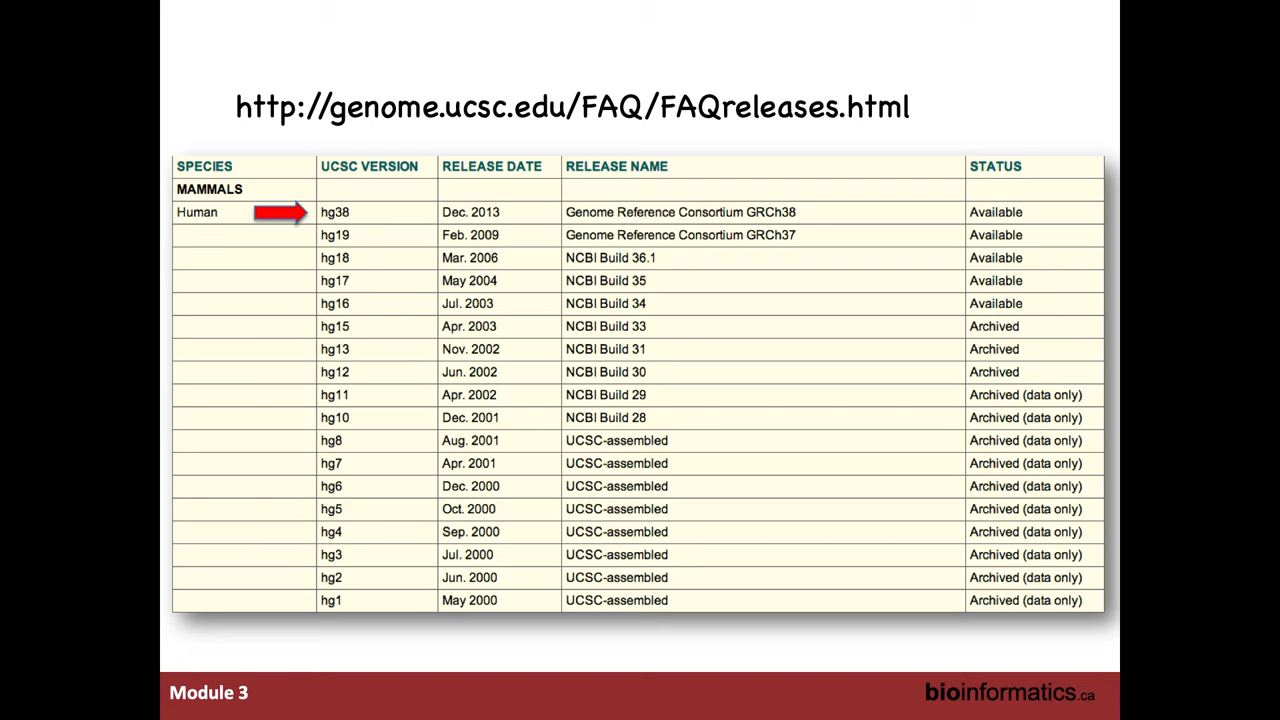 http://genome.ucsc.edu/FAQ/FAQreleases.html
SPECIES UCSC VERSION RELEASE DATE RELEASE NAME STATUS
MAMMALS
Human hg38 Dec. 2013 Genome Reference Consortium GRCh38 Available
hg19 Feb. 2009 Genome Reference Consortium GRCh37 Available
hg18 Mar. 2006 NCBI Build 36.1 Available
hg17 May 2004 NCBI Build 35 Available
hg16 Jul. 2003 NCBI Build 34 Available
hg15 Apr. 2003 NCBI Build 33 Archived
hg13 Nov. 2002 NCBI Build 31 Archived
hg12 Jun. 2002 NCBI Build 30 Archived
hg11 Apr. 2002 NCBI Build 29 Archived (data only)
hg10 Dec. 2001 NCBI Build 28 Archived (data only)
hg8 Aug. 2001 UCSC-assembled Archived (data only)
hg7 Apr. 2001 UCSC-assembled Archived (data only)
hg6 Dec. 2000 UCSC-assembled Archived (data only)
hg5 Oct. 2000 UCSC-assembled Archived (data only)
hg4 Sep. 2000 UCSC-assembled Archived (data only)
hg3 Jul. 2000 UCSC-assembled Archived (data only)
hg2 Jun. 2000 UCSC-assembled Archived (data only)
hg1 May 2000 UCSC-assembled Archived (data only)
Module 3 bioinformatics.ca